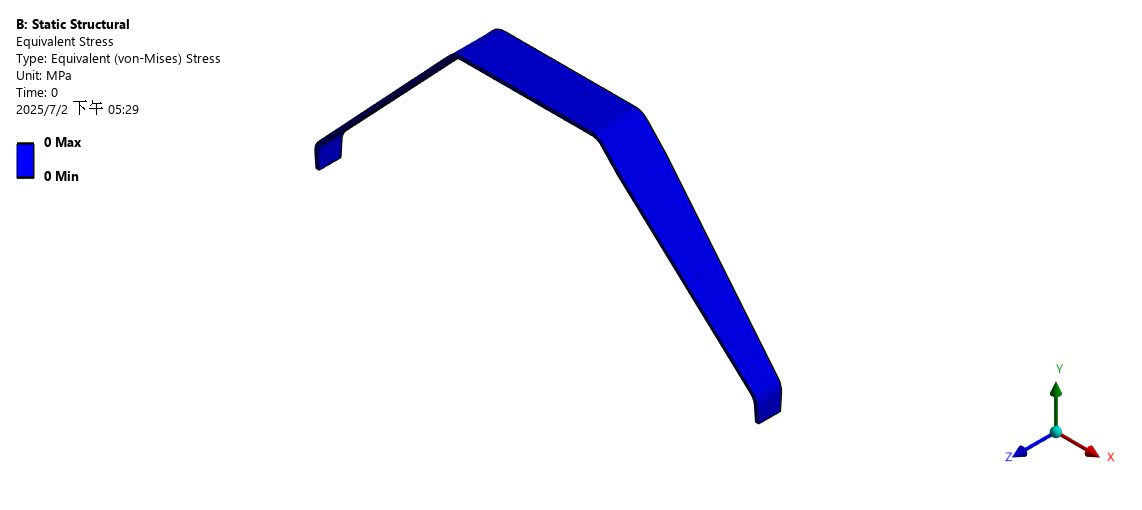 B: Static Structural
Equivalent Stress
Type: Equivalent (von-Mises) Stress
Unit: MPa
Time: 0
2025/7/2 下午 05:29
0 Max
0 Min
Y
Z
X